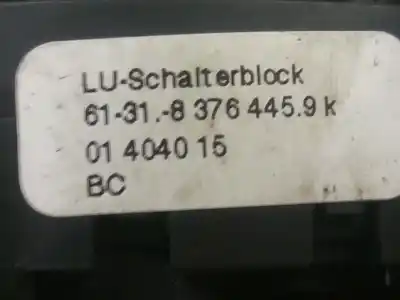 LU-Schalterblock
61-31.-8 376 445.9 k
01 4040 15
BC